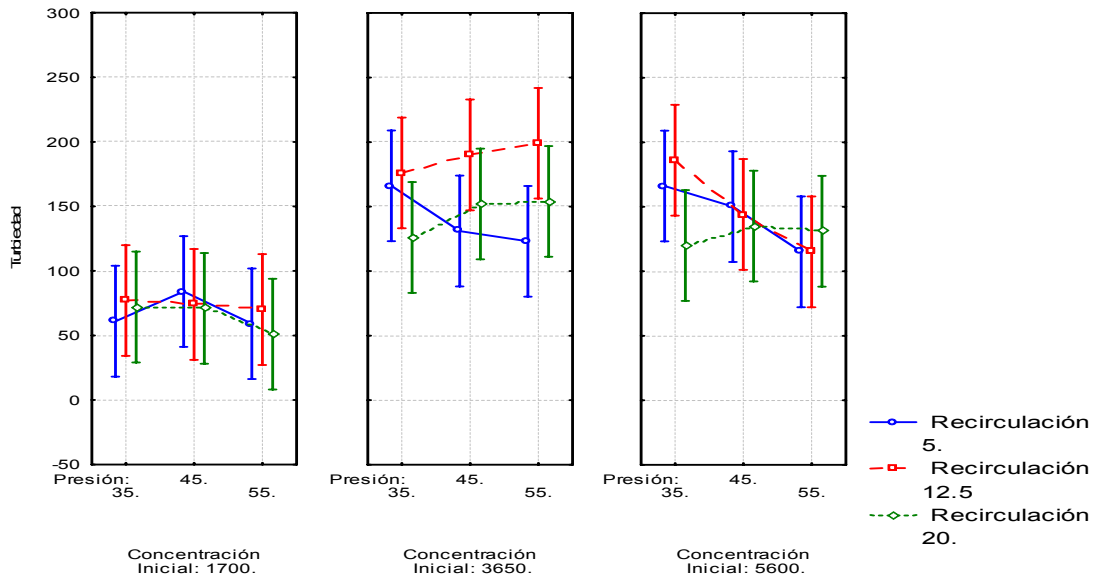 300
250
200
150
100
50
0
-50
Turbiedad
Presión:
35.
45.
55.
Concentración
Inicial: 1700.
Presión:
35.
45.
55.
Concentración
Inicial: 3650.
Presión:
35.
45.
55.
Concentración
Inicial: 5600.
Recirculación
5.
Recirculación
12.5
Recirculación
20.